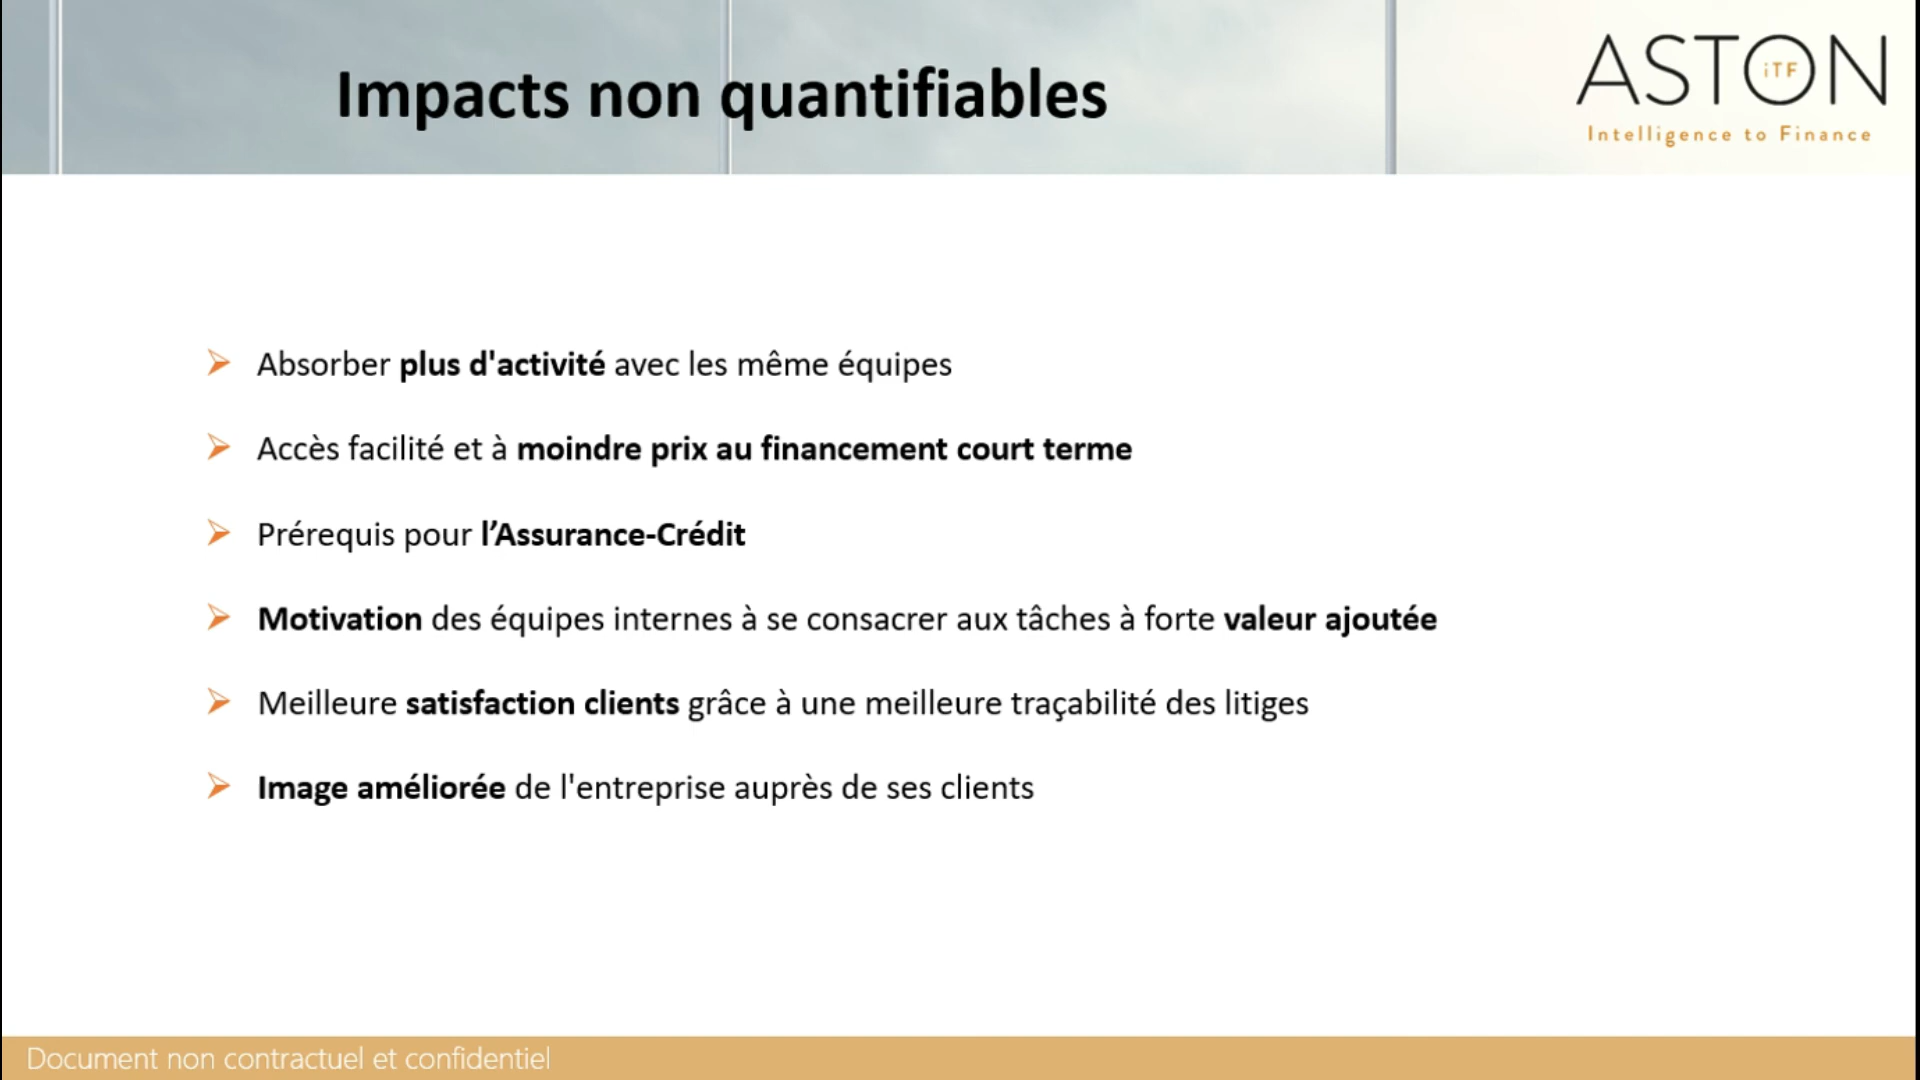 Impacts non quantifiables
ASTON
iTF
Intelligence to Finance
Absorber plus d'activité avec les même équipes
Accès facilité et à moindre prix au financement court terme
Prérequis pour l’Assurance-Crédit
Motivation des équipes internes à se consacrer aux tâches à forte valeur ajoutée
Meilleure satisfaction clients grâce à une meilleure traçabilité des litiges
Image améliorée de l'entreprise auprès de ses clients
Document non contractuel et confidentiel